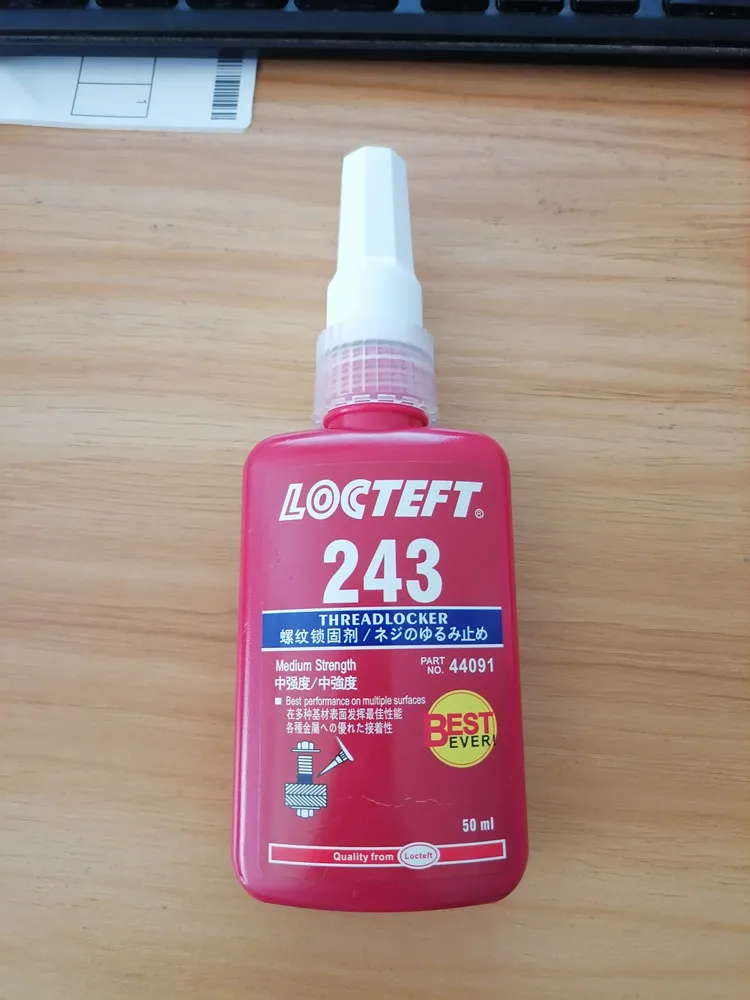 1
LOCTEFT®
243
THREADLOCKER
螺纹锁固剂/ネジのゆるみ止め
Medium Strength
中强度/中強度
PART NO. 44091
■ Best performance on multiple surfaces
在多种基材表面发挥最佳性能
各種金属への優れた接着性
BEST
EVER!
50 ml
Quality from Locteft